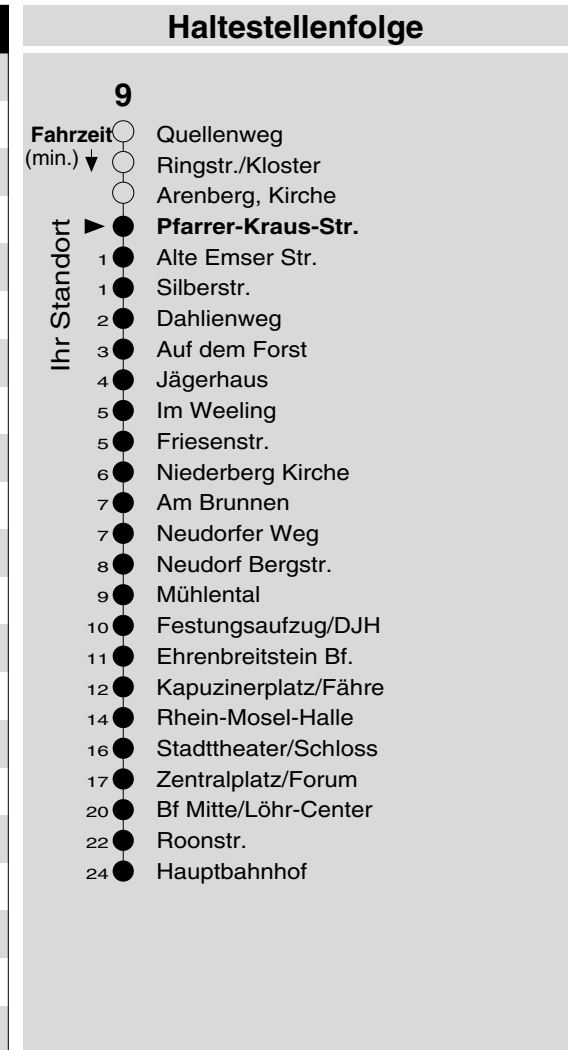 Haltestellenfolge
9
Fahrzeit
(min.)
Quellenweg
Ringstr./Kloster
Arenberg, Kirche
Ihr Standort
Pfarrer-Kraus-Str.
1 Alte Emser Str.
1 Silberstr.
2 Dahlienweg
3 Auf dem Forst
4 Jägerhaus
5 Im Weeling
5 Friesenstr.
6 Niederberg Kirche
7 Am Brunnen
7 Neudorfer Weg
8 Neudorf Bergstr.
9 Mühlental
10 Festungsaufzug/DJH
11 Ehrenbreitstein Bf.
12 Kapuzinerplatz/Fähre
14 Rhein-Mosel-Halle
16 Stadttheater/Schloss
17 Zentralplatz/Forum
20 Bf Mitte/Löhr-Center
22 Roonstr.
24 Hauptbahnhof